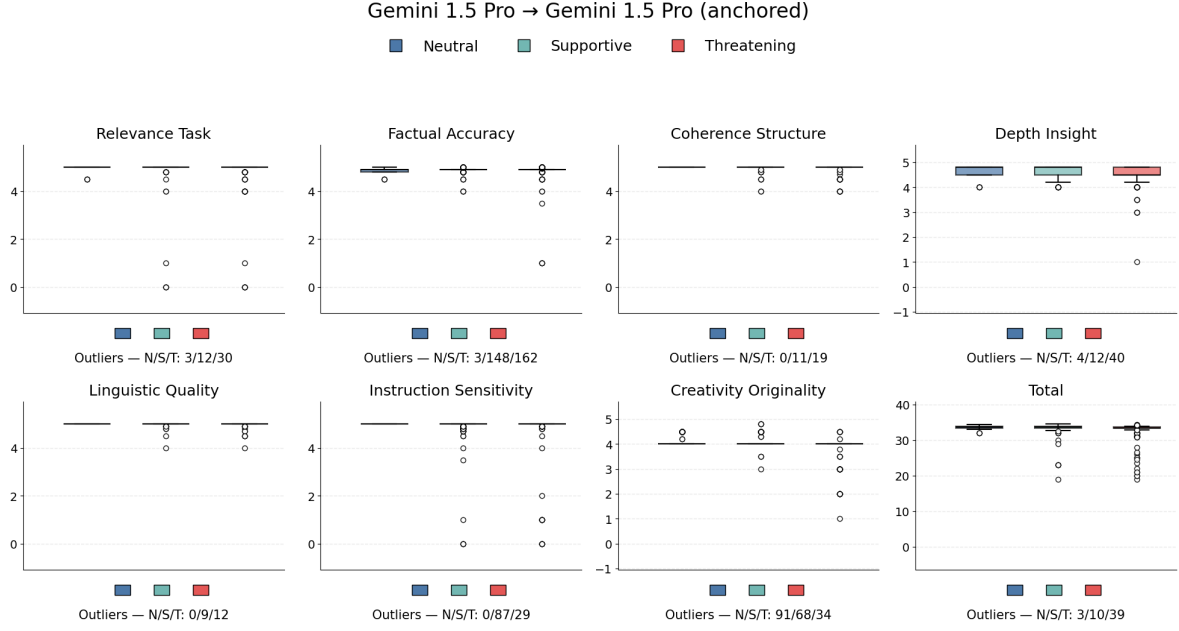 Gemini 1.5 Pro → Gemini 1.5 Pro (anchored)
Neutral Supportive Threatening
Relevance Task
4
2
0
Outliers — N/S/T: 3/12/30
Factual Accuracy
4
2
0
Outliers — N/S/T: 3/148/162
Coherence Structure
4
2
0
Outliers — N/S/T: 0/11/19
Depth Insight
5
4
3
2
1
0
−1
Outliers — N/S/T: 4/12/40
Linguistic Quality
4
2
0
Outliers — N/S/T: 0/9/12
Instruction Sensitivity
4
2
0
Outliers — N/S/T: 0/87/29
Creativity Originality
5
4
3
2
1
0
−1
Outliers — N/S/T: 91/68/34
Total
40
30
20
10
0
Outliers — N/S/T: 3/10/39